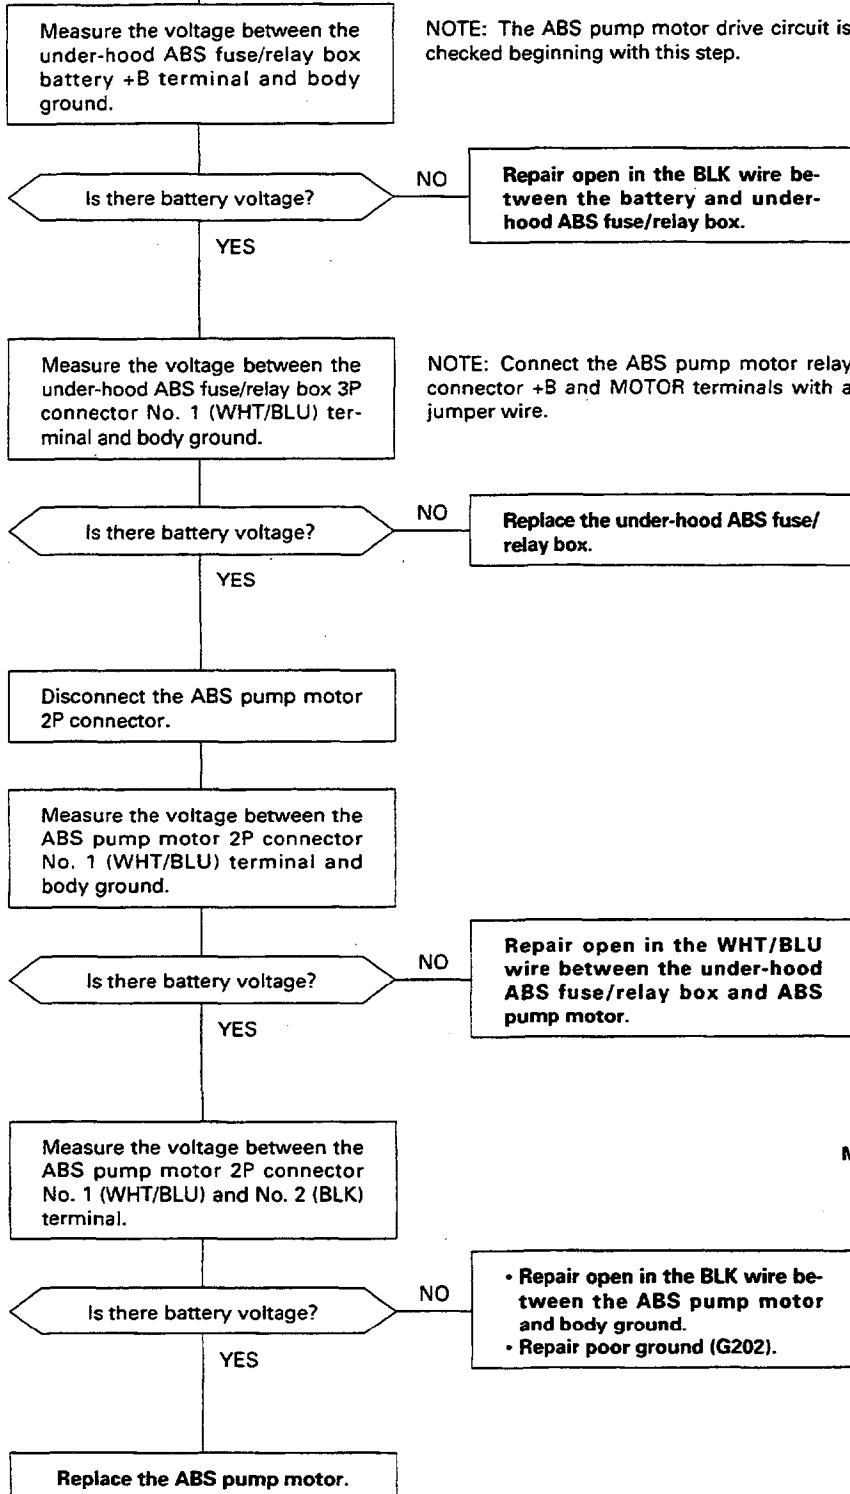 Measure the voltage between the
under-hood ABS fuse/relay box
battery +B terminal and body
ground.
NOTE: The ABS pump motor drive circuit is
checked beginning with this step.
Is there battery voltage?
NO
Repair open in the BLK wire be-
tween the battery and under-
hood ABS fuse/relay box.
YES
Measure the voltage between the
under-hood ABS fuse/relay box 3P
connector No. 1 (WHT/BLU) ter-
minal and body ground.
NOTE: Connect the ABS pump motor relay
connector +B and MOTOR terminals with a
jumper wire.
Is there battery voltage?
NO
Replace the under-hood ABS fuse/
relay box.
YES
Disconnect the ABS pump motor
2P connector.
Measure the voltage between the
ABS pump motor 2P connector
No. 1 (WHT/BLU) terminal and
body ground.
Is there battery voltage?
NO
Repair open in the WHT/BLU
wire between the under-hood
ABS fuse/relay box and ABS
pump motor.
YES
Measure the voltage between the
ABS pump motor 2P connector
No. 1 (WHT/BLU) and No. 2 (BLK)
terminal.
M
Is there battery voltage?
NO
• Repair open in the BLK wire be-
tween the ABS pump motor
and body ground.
• Repair poor ground (G202).
YES
Replace the ABS pump motor.